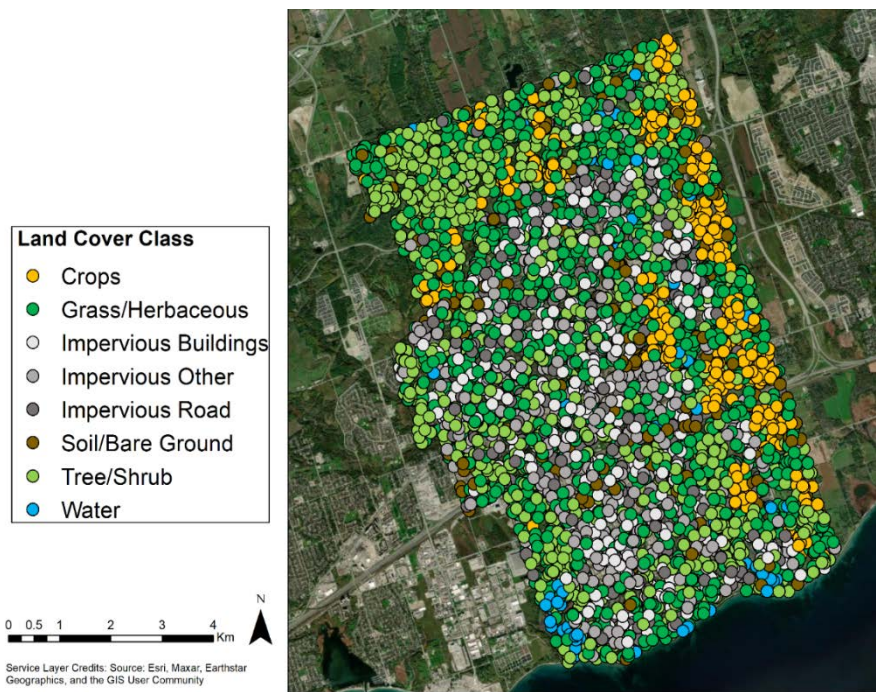 Land Cover Class
Crops
Grass/Herbaceous
Impervious Buildings
Impervious Other
Impervious Road
Soil/Bare Ground
Tree/Shrub
Water
N
0 0.5 1 2 3 4
Km
Service Layer Credits: Source: Esri, Maxar, Earthstar
Geographics, and the GIS User Community